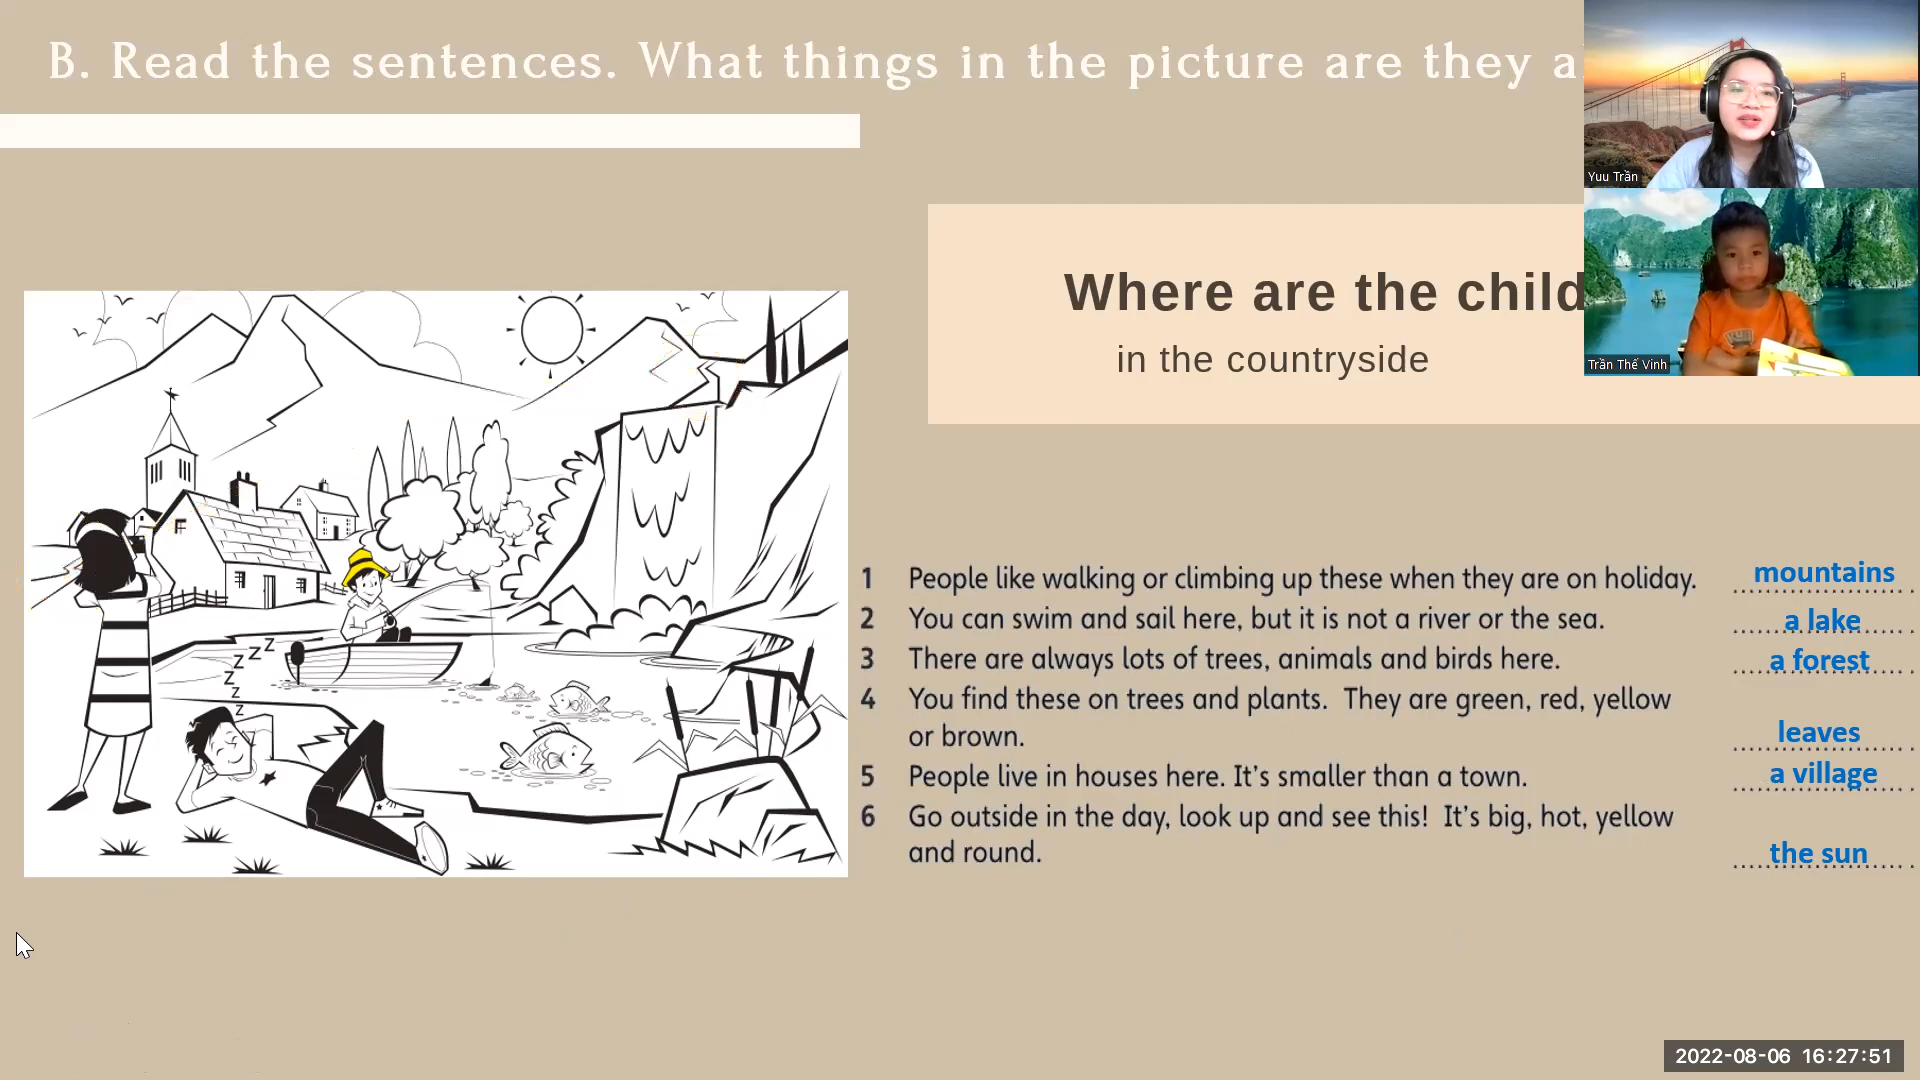 B. Read the sentences. What things in the picture are they
Yuu Trần
Where are the child
in the countryside
Trần Thế Vinh
z z z z z z
1 People like walking or climbing up these when they are on holiday. mountains
2 You can swim and sail here, but it is not a river or the sea. a lake
3 There are always lots of trees, animals and birds here. a forest
4 You find these on trees and plants. They are green, red, yellow
or brown. leaves
5 People live in houses here. It's smaller than a town. a village
6 Go outside in the day, look up and see this! It's big, hot, yellow
and round. the sun
2022-08-06 16:27:51